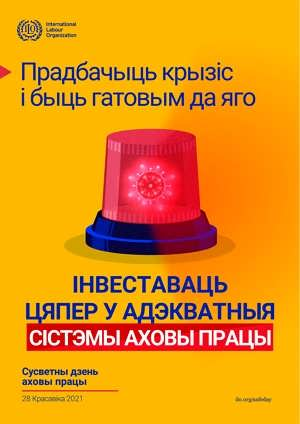 International
Labour
Organization
Прадбачыць крызіс
і быць гатовым да яго
ІНВЕСТАВАЦЬ
ЦЯПЕР У АДЭКВАТНЫЯ
СІСТЭМЫ АХОВЫ ПРАЦЫ
Сусветны дзень
аховы працы
28 Красавіка 2021
ilo.org/safeday